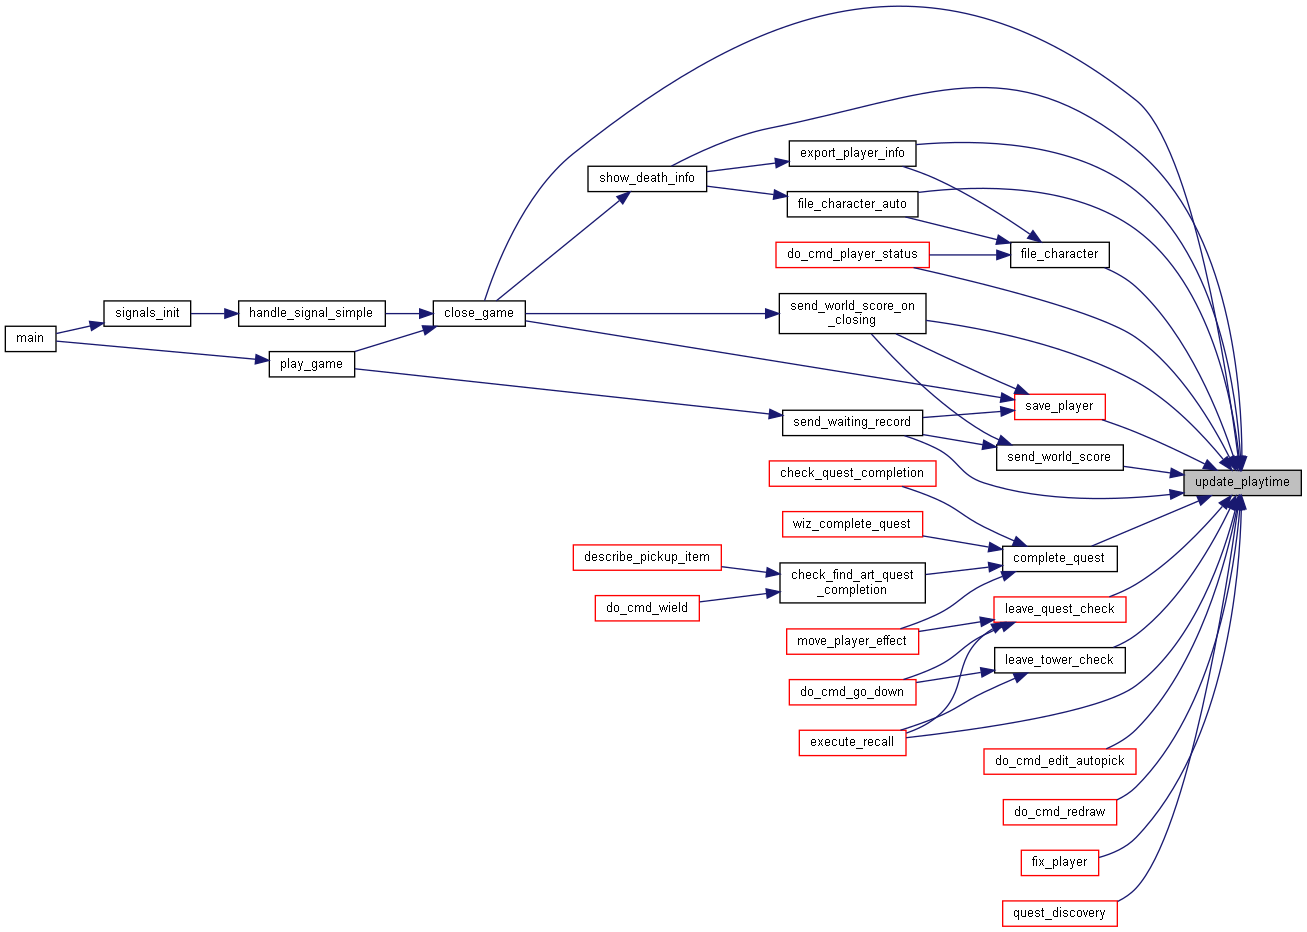 main
signals_init
handle_signal_simple
play_game
close_game
show_death_info
export_player_info
file_character_auto
do_cmd_player_status
file_character
send_world_score_on
_closing
save_player
send_waiting_record
send_world_score
check_quest_completion
wiz_complete_quest
describe_pickup_item
do_cmd_wield
check_find_art_quest
_completion
complete_quest
move_player_effect
leave_quest_check
do_cmd_go_down
leave_tower_check
execute_recall
do_cmd_edit_autopick
do_cmd_redraw
fix_player
quest_discovery
update_playtime